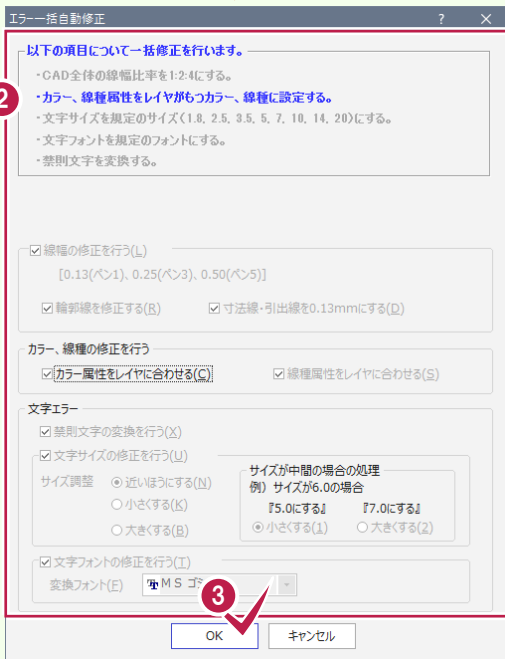 エラー一括自動修正 ? ×
以下の項目について一括修正を行います。
・CAD全体の線幅比率を1:2:4にする。
2
・カラー、線種属性をレイヤがもつカラー、線種に設定する。
・文字サイズを規定のサイズ(1.8, 2.5, 3.5, 5, 7, 10, 14, 20)にする。
・文字フォントを規定のフォントにする。
・禁則文字を変換する。
線幅の修正を行う(L)
[0.13(ペン1)、0.25(ペン3)、0.50(ペン5)]
輪郭線を修正する(R) 寸法線・引出線を0.13mmにする(D)
カラー、線種の修正を行う
カラー属性をレイヤに合わせる(C) 線種属性をレイヤに合わせる(S)
文字エラー
禁則文字の変換を行う(X)
文字サイズの修正を行う(U)
サイズ調整 近いほうにする(N)
小さくする(K)
大きくする(B)
サイズが中間の場合の処理
例）サイズが6.0の場合
『5.0にする』 『7.0にする』
小さくする(1) 大きくする(2)
文字フォントの修正を行う(T)
変換フォント(F) MS ゴシ
3
OK キャンセル